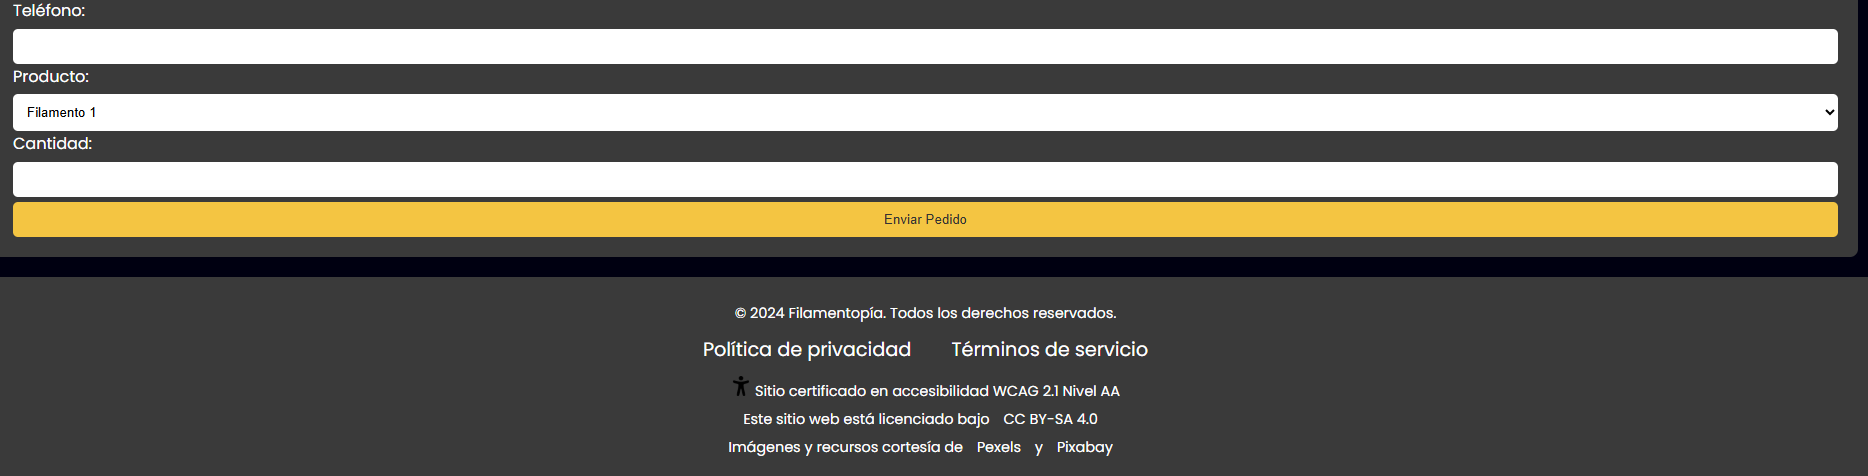 Teléfono:
Producto:
Filamento 1
Cantidad:
Enviar Pedido
© 2024 Filamentopía. Todos los derechos reservados.
Política de privacidad Términos de servicio
Sitio certificado en accesibilidad WCAG 2.1 Nivel AA
Este sitio web está licenciado bajo CC BY-SA 4.0
Imágenes y recursos cortesía de Pexels y Pixabay